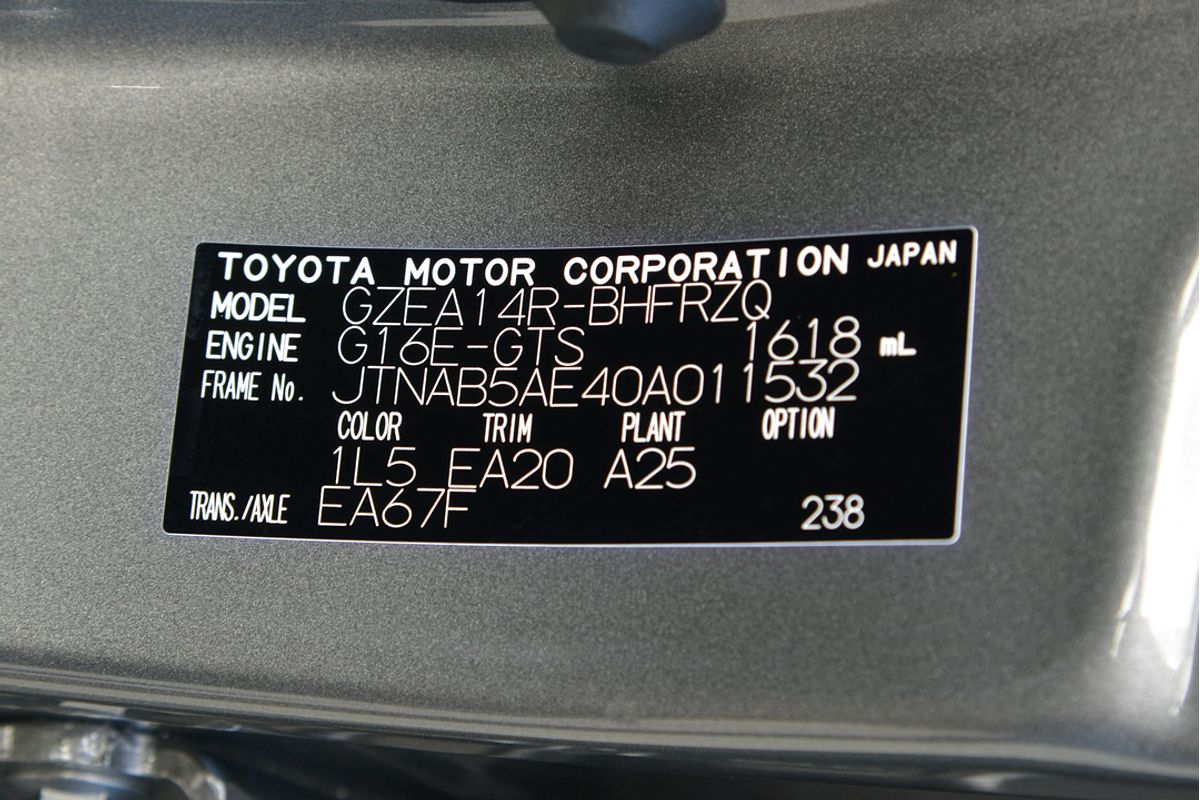 TOYOTA MOTOR CORPORATION JAPAN
MODEL GZEA14R-BHFRZQ
ENGINE G16E-GTS 1618 mL
FRAME No. JTNAB5AE40A011532
COLOR TRIM PLANT OPTION
1L5 EA20 A25
TRANS./AXLE EA67F 238